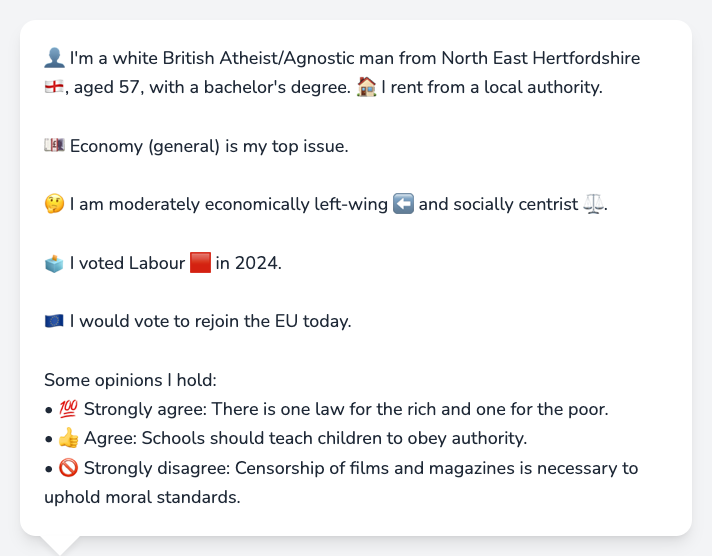 👤 I'm a white British Atheist/Agnostic man from North East Hertfordshire
🏴󠁧󠁢󠁥󠁮󠁧󠁿, aged 57, with a bachelor's degree. 🏠 I rent from a local authority.
💷 Economy (general) is my top issue.
🤔 I am moderately economically left-wing ⬅️ and socially centrist ⚖️.
🗳️ I voted Labour 🟥 in 2024.
🇪🇺 I would vote to rejoin the EU today.
Some opinions I hold:
• 💯 Strongly agree: There is one law for the rich and one for the poor.
• 👍 Agree: Schools should teach children to obey authority.
• 🚫 Strongly disagree: Censorship of films and magazines is necessary to
uphold moral standards.